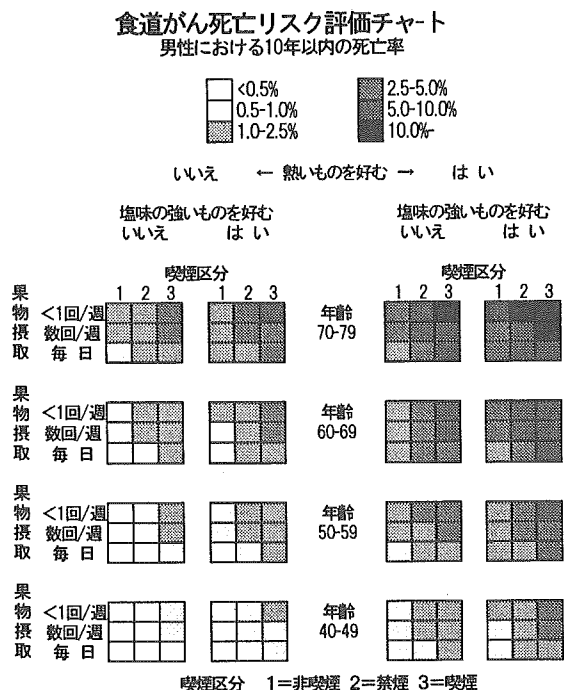 食道がん死亡リスク評価チャート
男性における10年以内の死亡率
<0.5% 2.5-5.0%
0.5-1.0% 5.0-10.0%
1.0-2.5% 10.0%-
いいえ ← 熱いものを好む → はい
塩味の強いものを好む 塩味の強いものを好む
いいえ はい いいえ はい
喫煙区分 喫煙区分
1 2 3 1 2 3 1 2 3 1 2 3
果物摂取 <1回/週 年齢
数回/週 70-79
毎日
果物摂取 <1回/週 年齢
数回/週 60-69
毎日
果物摂取 <1回/週 年齢
数回/週 50-59
毎日
果物摂取 <1回/週 年齢
数回/週 40-49
毎日
喫煙区分 1=非喫煙 2=禁煙 3=喫煙